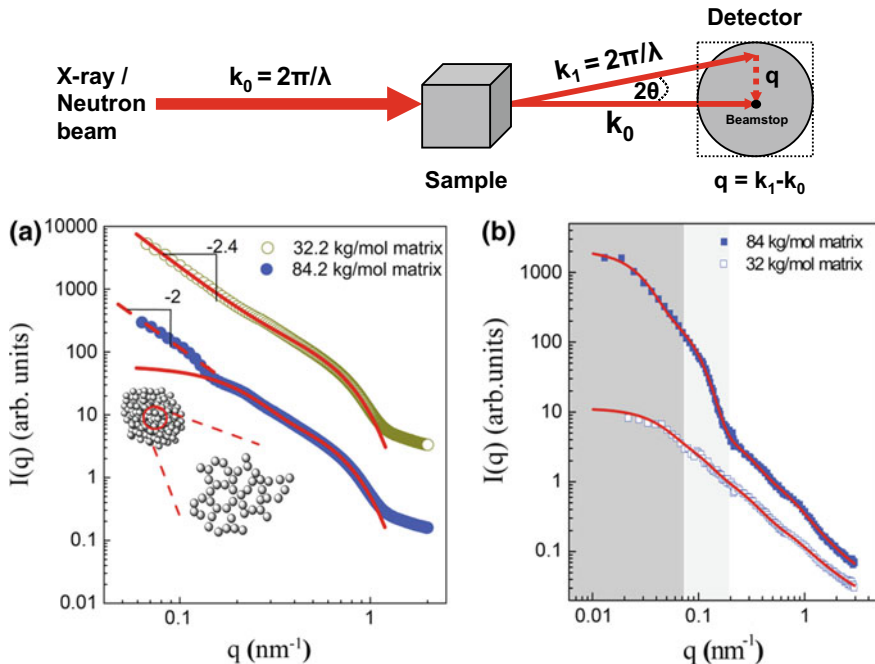 Detector
X-ray /
Neutron
beam
k₀ = 2π/λ
k₁ = 2π/λ
2θ
q
k₀
Beamstop
Sample
q = k₁-k₀
(a)
10000
1000
100
10
1
0.1
0.01
I(q) (arb. units)
-2.4
-2
32.2 kg/mol matrix
84.2 kg/mol matrix
0.1
1
q (nm⁻¹)
(b)
1000
100
10
1
0.1
I(q) (arb.units)
84 kg/mol matrix
32 kg/mol matrix
0.01
0.1
1
q (nm⁻¹)